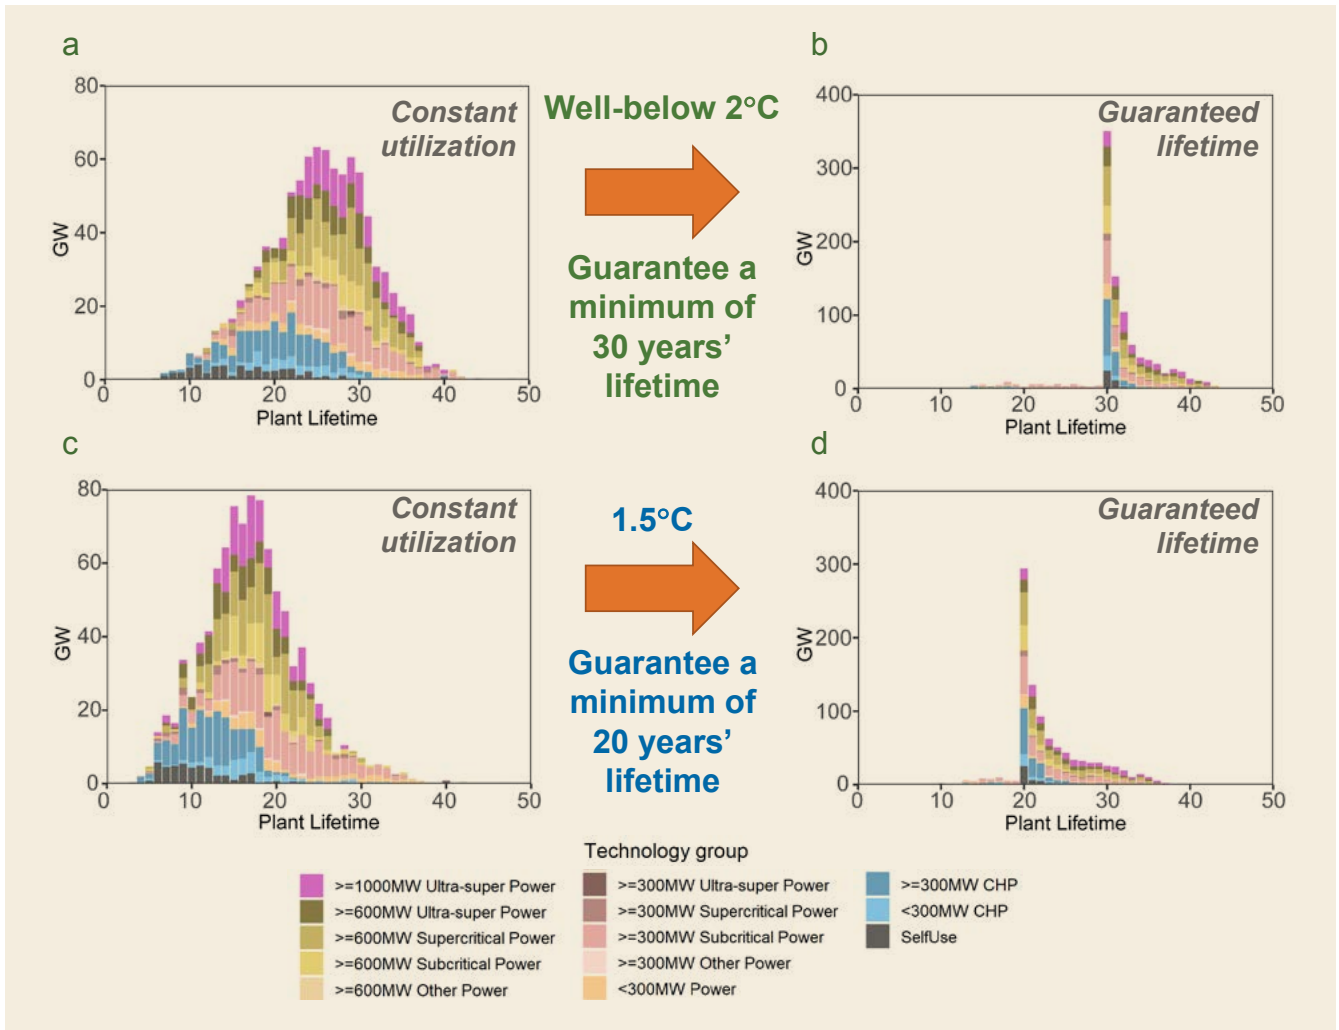 a
80
60
40
20
0
GW
Constant
utilization
0 10 20 30 40 50
Plant Lifetime
Well-below 2°C
Guarantee a
minimum of
30 years’
lifetime
b
400
300
200
100
0
GW
Guaranteed
lifetime
0 10 20 30 40 50
Plant Lifetime
c
80
60
40
20
0
GW
Constant
utilization
0 10 20 30 40 50
Plant Lifetime
1.5°C
Guarantee a
minimum of
20 years’
lifetime
d
400
300
200
100
0
GW
Guaranteed
lifetime
0 10 20 30 40 50
Plant Lifetime
Technology group
>=1000MW Ultra-super Power
>=600MW Ultra-super Power
>=600MW Supercritical Power
>=600MW Subcritical Power
>=600MW Other Power
>=300MW Ultra-super Power
>=300MW Supercritical Power
>=300MW Subcritical Power
>=300MW Other Power
<300MW Power
>=300MW CHP
<300MW CHP
SelfUse